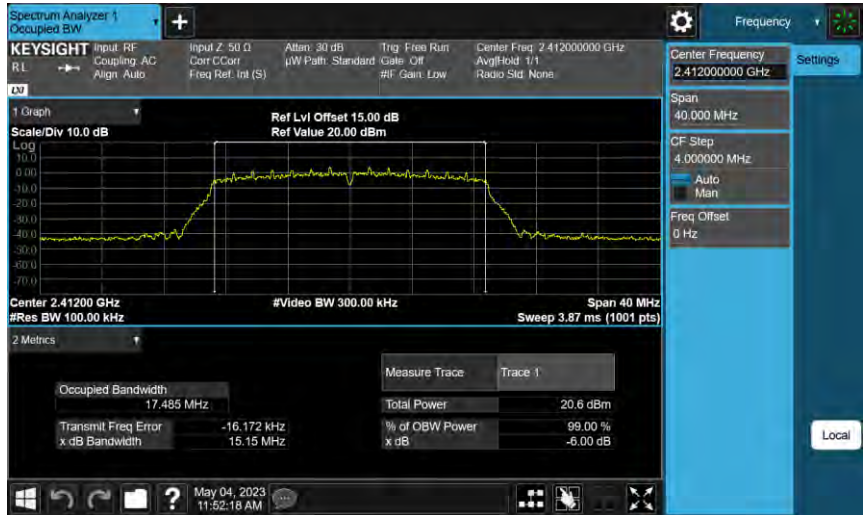 Spectrum Analyzer 1
Occupied BW
Frequency
KEYSIGHT
RL
LXI
Input: RF
Coupling: AC
Align: Auto
Input Z: 50 Ω
Corr CCorr
Freq Ref: Int (S)
Atten: 30 dB
µW Path: Standard
Trig: Free Run
Gate: Off
#IF Gain: Low
Center Freq: 2.412000000 GHz
Avg|Hold: 1/1
Radio Std: None
Center Frequency
2.412000000 GHz
Settings
Span
40.000 MHz
CF Step
4.000000 MHz
Auto
Man
Freq Offset
0 Hz
Local
1 Graph
Scale/Div 10.0 dB
Ref Lvl Offset 15.00 dB
Ref Value 20.00 dBm
Log
10.0
0.00
-10.0
-20.0
-30.0
-40.0
-50.0
-60.0
-70.0
Center 2.41200 GHz
#Video BW 300.00 kHz
Span 40 MHz
#Res BW 100.00 kHz
Sweep 3.87 ms (1001 pts)
2 Metrics
Measure Trace
Trace 1
Occupied Bandwidth
17.485 MHz
Total Power
20.6 dBm
Transmit Freq Error
-16.172 kHz
% of OBW Power
99.00 %
x dB Bandwidth
15.15 MHz
x dB
-6.00 dB
?
May 04, 2023
11:52:18 AM